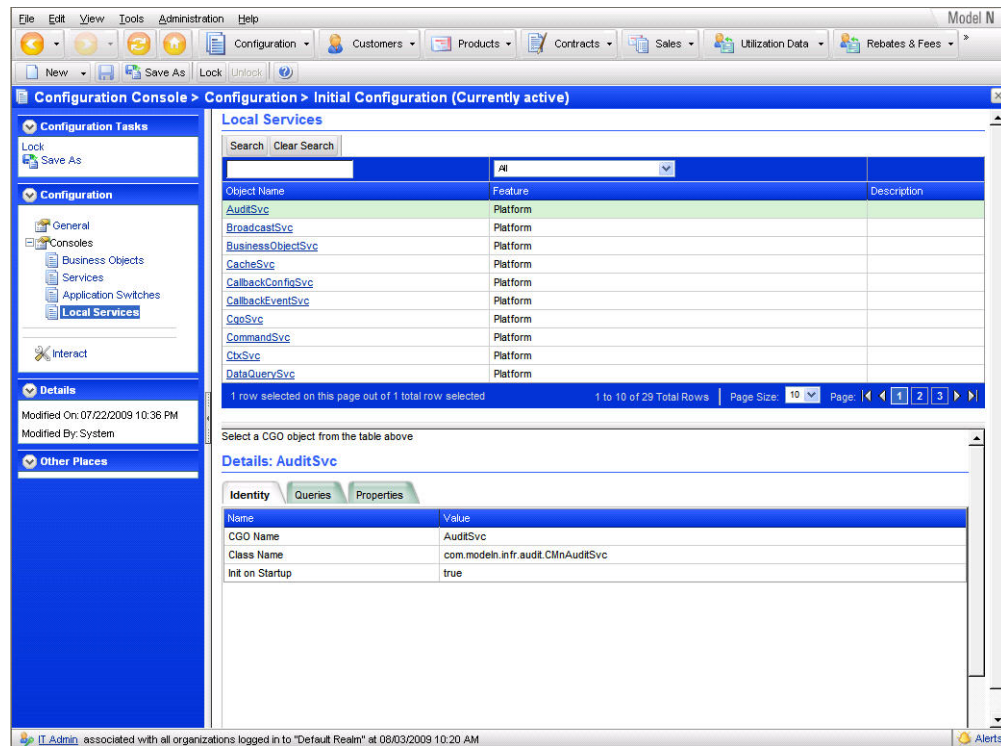 File Edit View Tools Administration Help
Model N
Configuration Customers Products Contracts Sales Utilization Data Rebates & Fees »
New Save As Lock Unlock
Configuration Console > Configuration > Initial Configuration (Currently active)
Configuration Tasks
Lock
Save As
Configuration
General
Consoles
Business Objects
Services
Application Switches
Local Services
Interact
Details
Modified On: 07/22/2009 10:36 PM
Modified By: System
Other Places
Local Services
Search Clear Search
All
Object Name Feature Description
AuditSvc Platform
BroadcastSvc Platform
BusinessObjectSvc Platform
CacheSvc Platform
CallbackConfigSvc Platform
CallbackEventSvc Platform
CgoSvc Platform
CommandSvc Platform
CtxSvc Platform
DataQuerySvc Platform
1 row selected on this page out of 1 total row selected 1 to 10 of 29 Total Rows Page Size: 10 Page: 1 2 3
Select a CGO object from the table above
Details: AuditSvc
Identity Queries Properties
Name Value
CGO Name AuditSvc
Class Name com.modeln.infr.audit.CMnAuditSvc
Init on Startup true
IT Admin associated with all organizations logged in to "Default Realm" at 08/03/2009 10:20 AM
Alerts